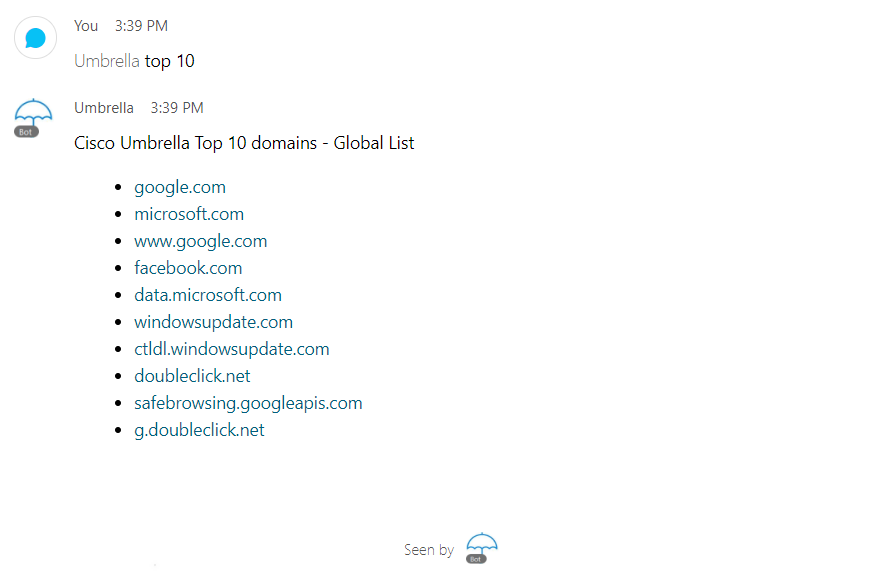 You 3:39 PM
Umbrella top 10
Umbrella 3:39 PM
Bot
Cisco Umbrella Top 10 domains - Global List
google.com
microsoft.com
www.google.com
facebook.com
data.microsoft.com
windowsupdate.com
ctldl.windowsupdate.com
doubleclick.net
safebrowsing.googleapis.com
g.doubleclick.net
Seen by
Bot